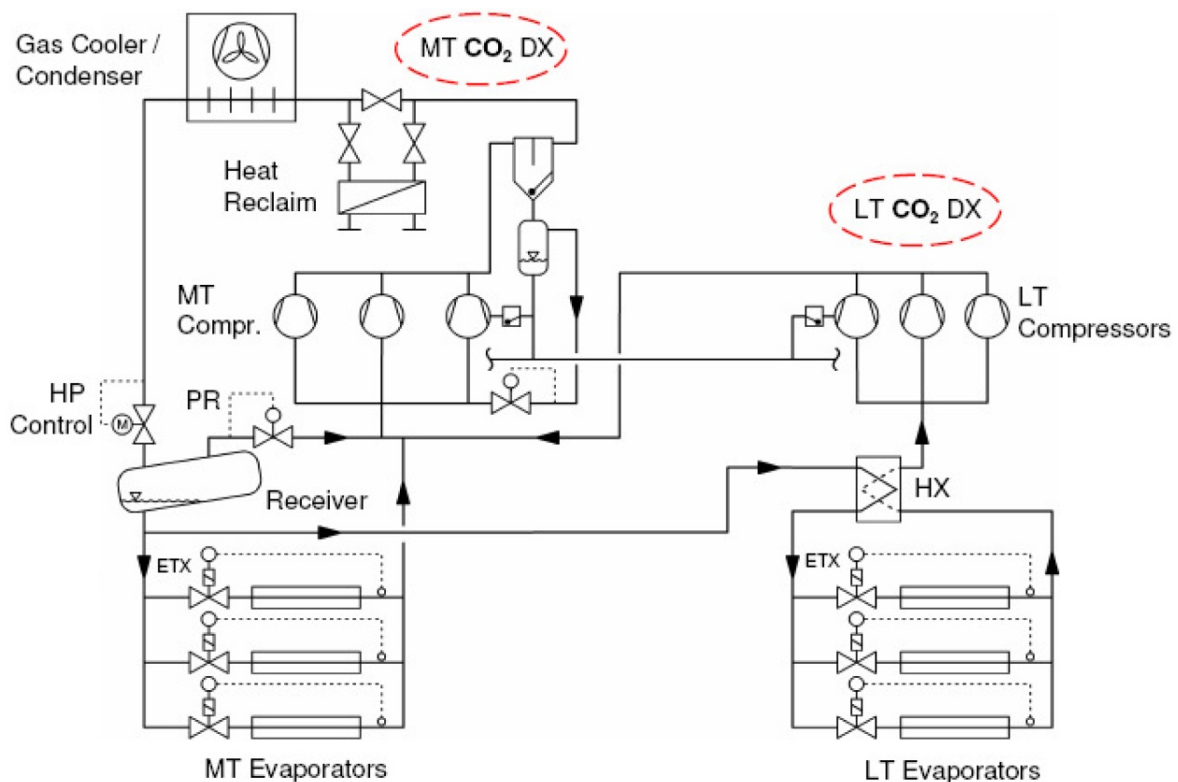 Gas Cooler /
Condenser
MT CO₂ DX
Heat
Reclaim
LT CO₂ DX
MT
Compr.
LT
Compressors
HP
Control
M
PR
Receiver
HX
ETX
ETX
MT Evaporators
LT Evaporators